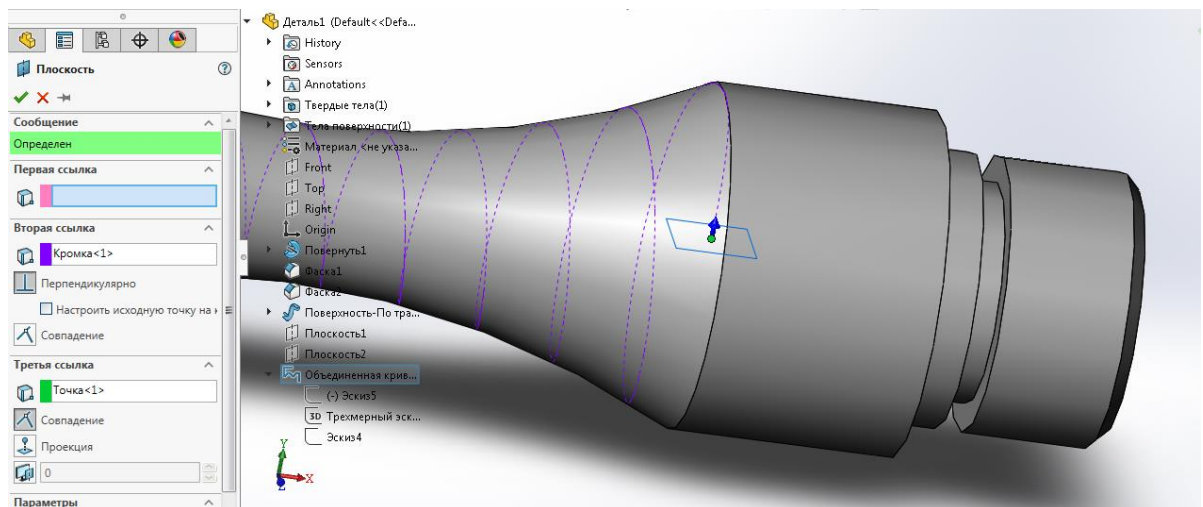 Плоскость
Сообщение
Определен
Первая ссылка
Вторая ссылка
Кромка<1>
Перпендикулярно
Настроить исходную точку на к
Совпадение
Третья ссылка
Точка<1>
Совпадение
Проекция
0
Параметры
Деталь1 (Default<<Defa...
History
Sensors
Annotations
Твердые тела(1)
Тела поверхности(1)
Материал <не указа...
Front
Top
Right
Origin
Повернуть1
Фаска1
Фаска2
Поверхность-По тра...
Плоскость1
Плоскость2
Объединенная крив...
(-) Эскиз5
3D Трехмерный эск...
Эскиз4
Y
X
Z